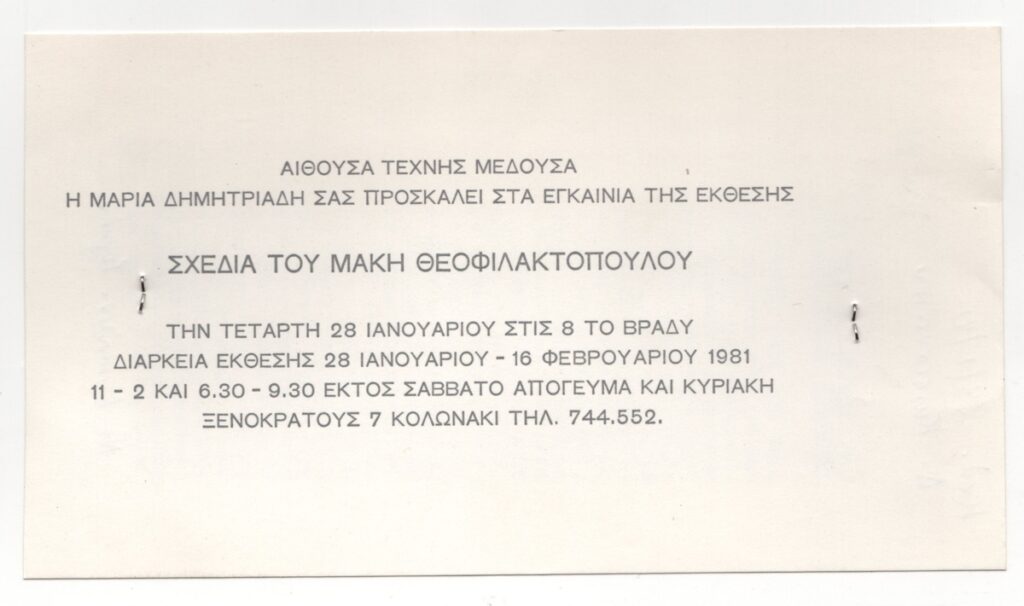 ΑΙΘΟΥΣΑ ΤΕΧΝΗΣ ΜΕΔΟΥΣΑ
Η ΜΑΡΙΑ ΔΗΜΗΤΡΙΑΔΗ ΣΑΣ ΠΡΟΣΚΑΛΕΙ ΣΤΑ ΕΓΚΑΙΝΙΑ ΤΗΣ ΕΚΘΕΣΗΣ
ΣΧΕΔΙΑ ΤΟΥ ΜΑΚΗ ΘΕΟΦΙΛΑΚΤΟΠΟΥΛΟΥ
ΤΗΝ ΤΕΤΑΡΤΗ 28 ΙΑΝΟΥΑΡΙΟΥ ΣΤΙΣ 8 ΤΟ ΒΡΑΔΥ
ΔΙΑΡΚΕΙΑ ΕΚΘΕΣΗΣ 28 ΙΑΝΟΥΑΡΙΟΥ - 16 ΦΕΒΡΟΥΑΡΙΟΥ 1981
11 - 2 ΚΑΙ 6.30 - 9.30 ΕΚΤΟΣ ΣΑΒΒΑΤΟ ΑΠΟΓΕΥΜΑ ΚΑΙ ΚΥΡΙΑΚΗ
ΞΕΝΟΚΡΑΤΟΥΣ 7 ΚΟΛΩΝΑΚΙ ΤΗΛ. 744.552.